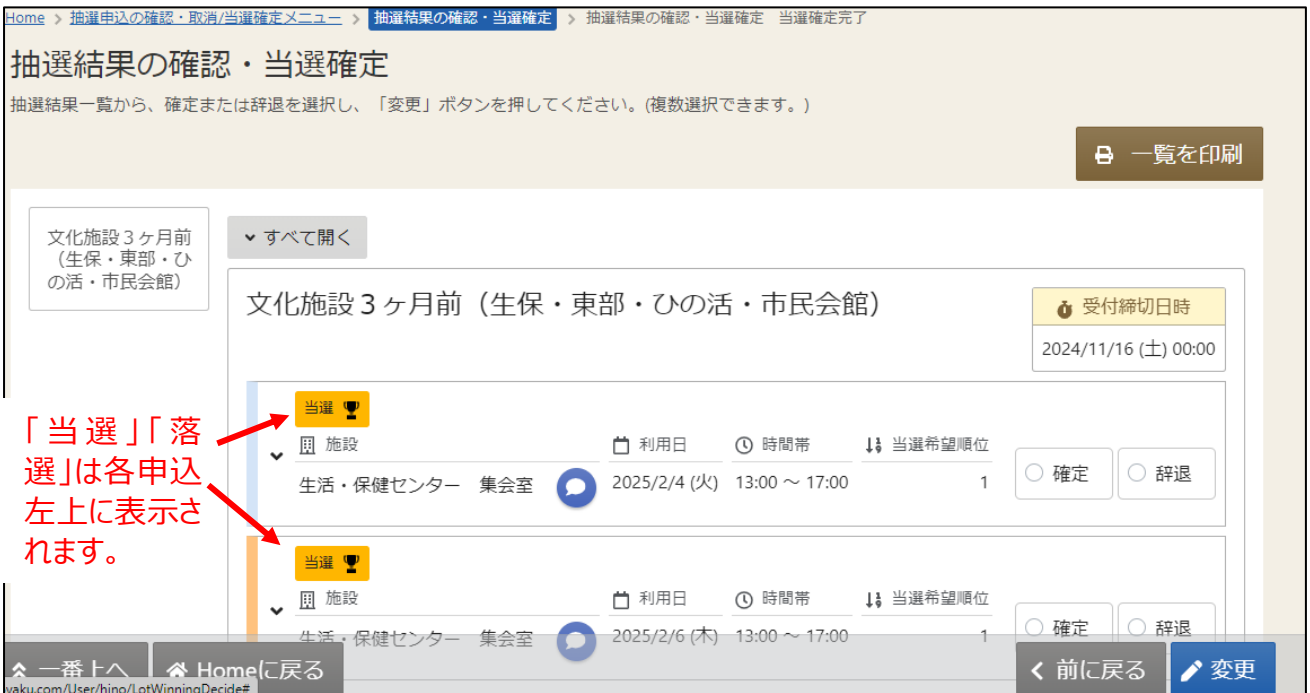 Home > 抽選申込の確認・取消/当選確定メニュー > 抽選結果の確認・当選確定 > 抽選結果の確認・当選確定 当選確定完了
抽選結果の確認・当選確定
抽選結果一覧から、確定または辞退を選択し、「変更」ボタンを押してください。(複数選択できます。)
一覧を印刷
文化施設3ヶ月前
(生保・東部・ひ
の活・市民会館)
すべて開く
文化施設3ヶ月前(生保・東部・ひの活・市民会館)
受付締切日時
2024/11/16 (土) 00:00
当選
施設 利用日 時間帯 当選希望順位
生活・保健センター 集会室 2025/2/4 (火) 13:00 ～ 17:00 1
確定 辞退
「当選」「落
選」は各申込
左上に表示さ
れます。
当選
施設 利用日 時間帯 当選希望順位
生活・保健センター 集会室 2025/2/6 (木) 13:00 ～ 17:00 1
確定 辞退
一番上へ Homeに戻る 前に戻る 変更
yaku.com/User/hino/LotWinningDecide#